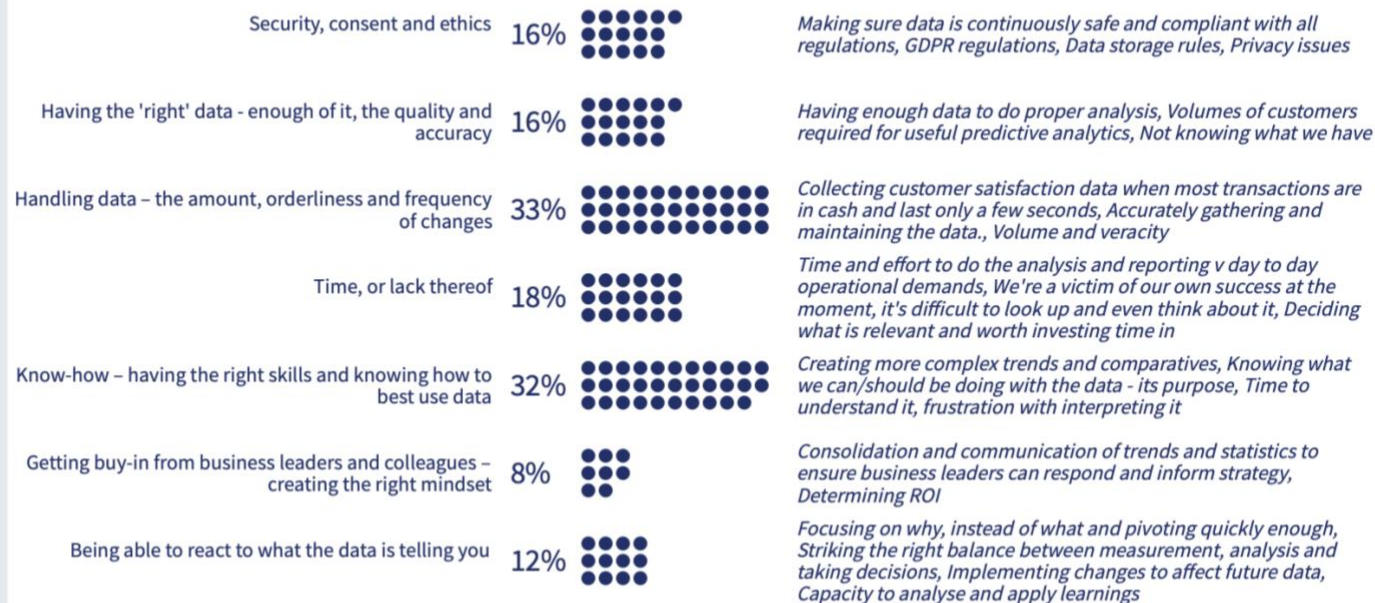 Security, consent and ethics
16%
Making sure data is continuously safe and compliant with all
regulations, GDPR regulations, Data storage rules, Privacy issues
Having the 'right' data - enough of it, the quality and
accuracy
16%
Having enough data to do proper analysis, Volumes of customers
required for useful predictive analytics, Not knowing what we have
Handling data – the amount, orderliness and frequency
of changes
33%
Collecting customer satisfaction data when most transactions are
in cash and last only a few seconds, Accurately gathering and
maintaining the data., Volume and veracity
Time, or lack thereof
18%
Time and effort to do the analysis and reporting v day to day
operational demands, We're a victim of our own success at the
moment, it's difficult to look up and even think about it, Deciding
what is relevant and worth investing time in
Know-how – having the right skills and knowing how to
best use data
32%
Creating more complex trends and comparatives, Knowing what
we can/should be doing with the data - its purpose, Time to
understand it, frustration with interpreting it
Getting buy-in from business leaders and colleagues –
creating the right mindset
8%
Consolidation and communication of trends and statistics to
ensure business leaders can respond and inform strategy,
Determining ROI
Being able to react to what the data is telling you
12%
Focusing on why, instead of what and pivoting quickly enough,
Striking the right balance between measurement, analysis and
taking decisions, Implementing changes to affect future data,
Capacity to analyse and apply learnings